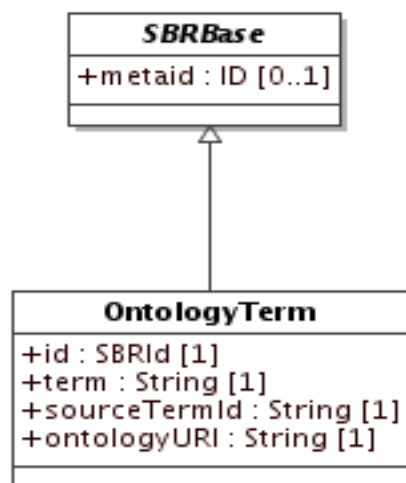 SBRBase
+metaid : ID [0..1]
OntologyTerm
+id : SBRId [1]
+term : String [1]
+sourceTermId : String [1]
+ontologyURI : String [1]